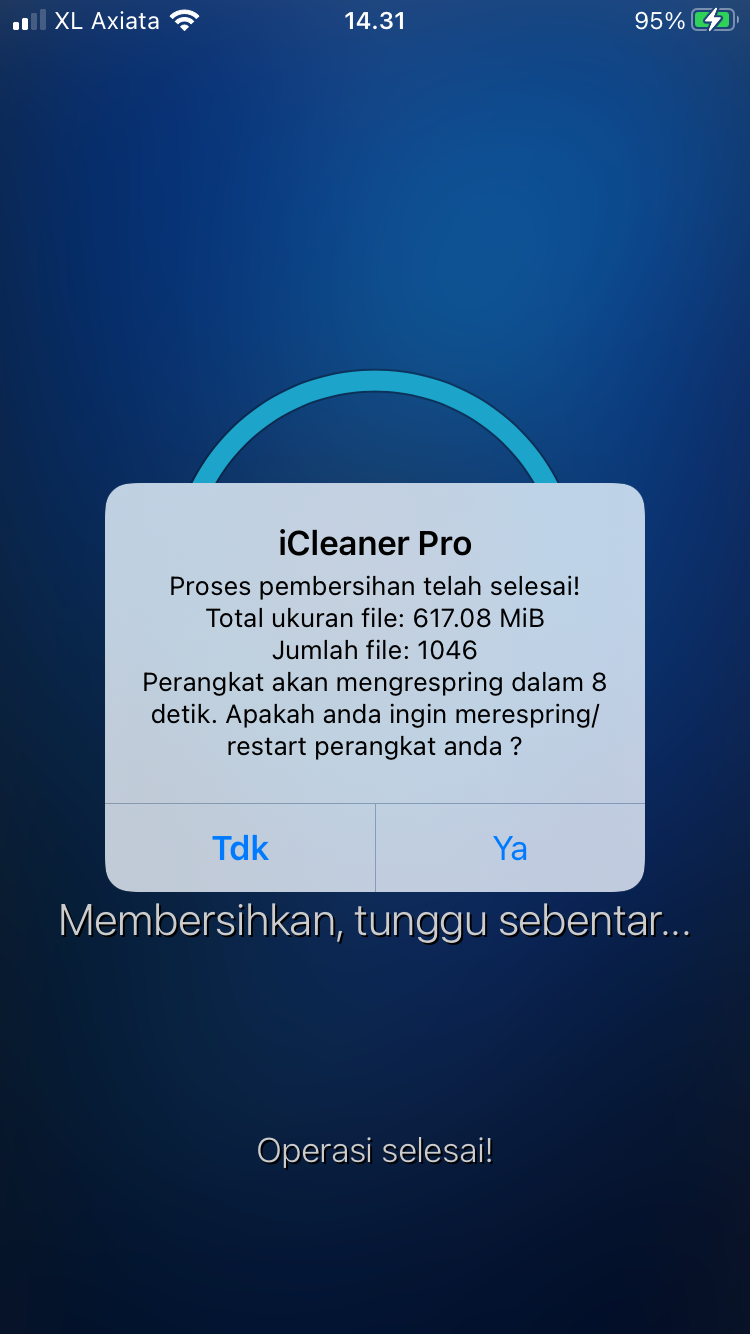 XL Axiata 14.31 95%
iCleaner Pro
Proses pembersihan telah selesai!
Total ukuran file: 617.08 MiB
Jumlah file: 1046
Perangkat akan mengrespring dalam 8
detik. Apakah anda ingin merespring/
restart perangkat anda ?
Tdk Ya
Membersihkan, tunggu sebentar...
Operasi selesai!